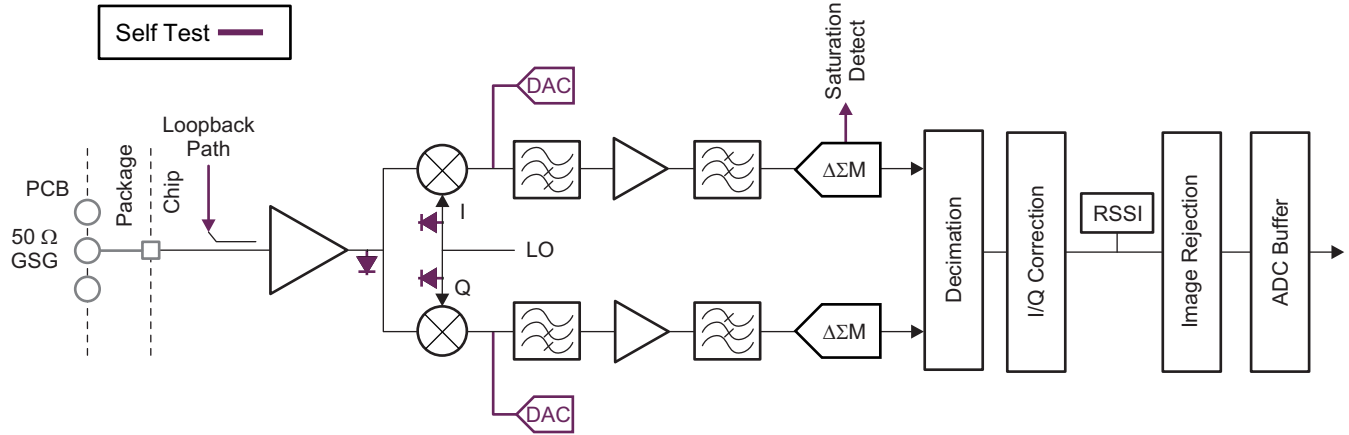 Self Test
DAC
Saturation
Detect
Loopback
Path
PCB
Package
Chip
50 Ω
GSG
I
LO
Q
ΔΣM
ΔΣM
DAC
Decimation
I/Q Correction
RSSI
Image Rejection
ADC Buffer